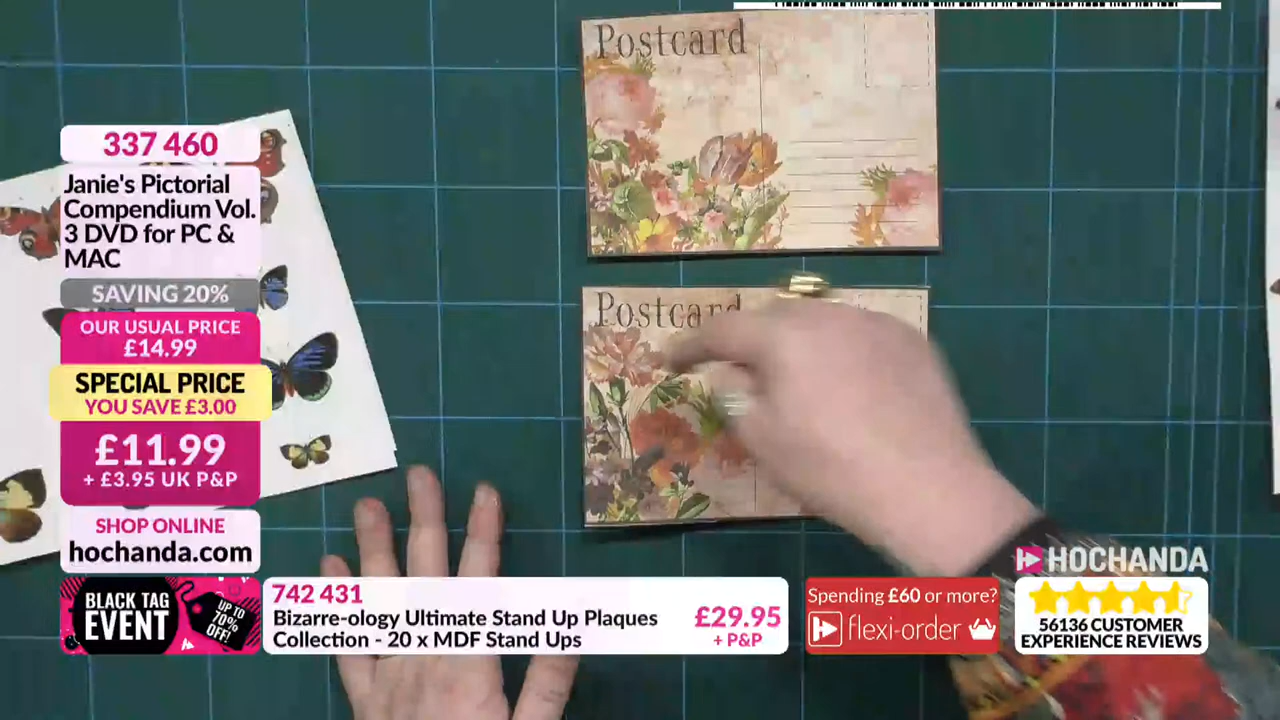 Postcard
Postcard
337 460
Janie's Pictorial
Compendium Vol.
3 DVD for PC &
MAC
SAVING 20%
OUR USUAL PRICE
£14.99
SPECIAL PRICE
YOU SAVE £3.00
£11.99
+ £3.95 UK P&P
SHOP ONLINE
hochanda.com
BLACK TAG
EVENT
UP TO
70%
OFF!
742 431
Bizarre-ology Ultimate Stand Up Plaques
Collection - 20 x MDF Stand Ups
£29.95
+ P&P
Spending £60 or more?
flexi-order
HOCHANDA
56136 CUSTOMER
EXPERIENCE REVIEWS